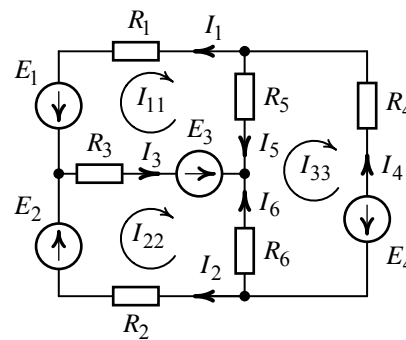 R1 I1
E1 I11 R5 R4
R3 I3 E3 I5 I33 I4
E2 I22 I6
I2 R6 E4
R2